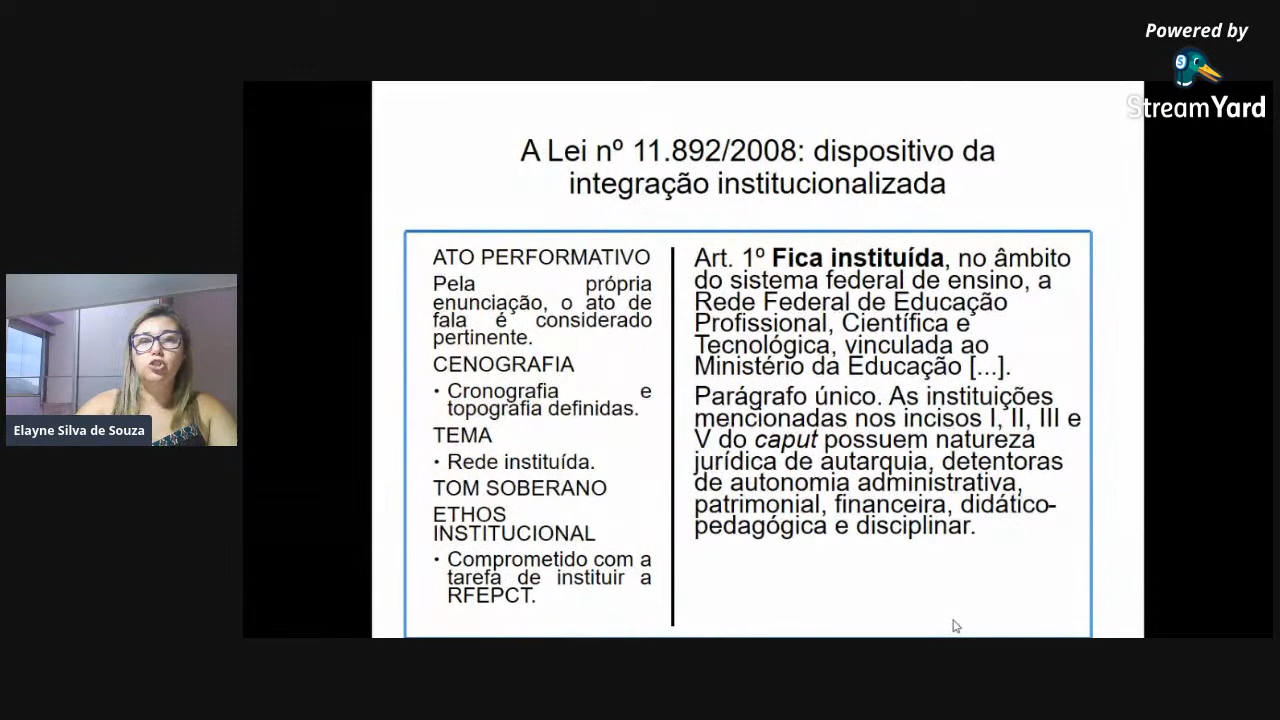 Powered by
StreamYard
A Lei nº 11.892/2008: dispositivo da
integração institucionalizada
ATO PERFORMATIVO
Pela própria
enunciação, o ato de
fala é considerado
pertinente.
CENOGRAFIA
• Cronografia e
topografia definidas.
TEMA
• Rede instituída.
TOM SOBERANO
ETHOS
INSTITUCIONAL
• Comprometido com a
tarefa de instituir a
RFEPCT.
Art. 1º Fica instituída, no âmbito
do sistema federal de ensino, a
Rede Federal de Educação
Profissional, Científica e
Tecnológica, vinculada ao
Ministério da Educação [...].
Parágrafo único. As instituições
mencionadas nos incisos I, II, III e
V do caput possuem natureza
jurídica de autarquia, detentoras
de autonomia administrativa,
patrimonial, financeira, didático-
pedagógica e disciplinar.
Elayne Silva de Souza